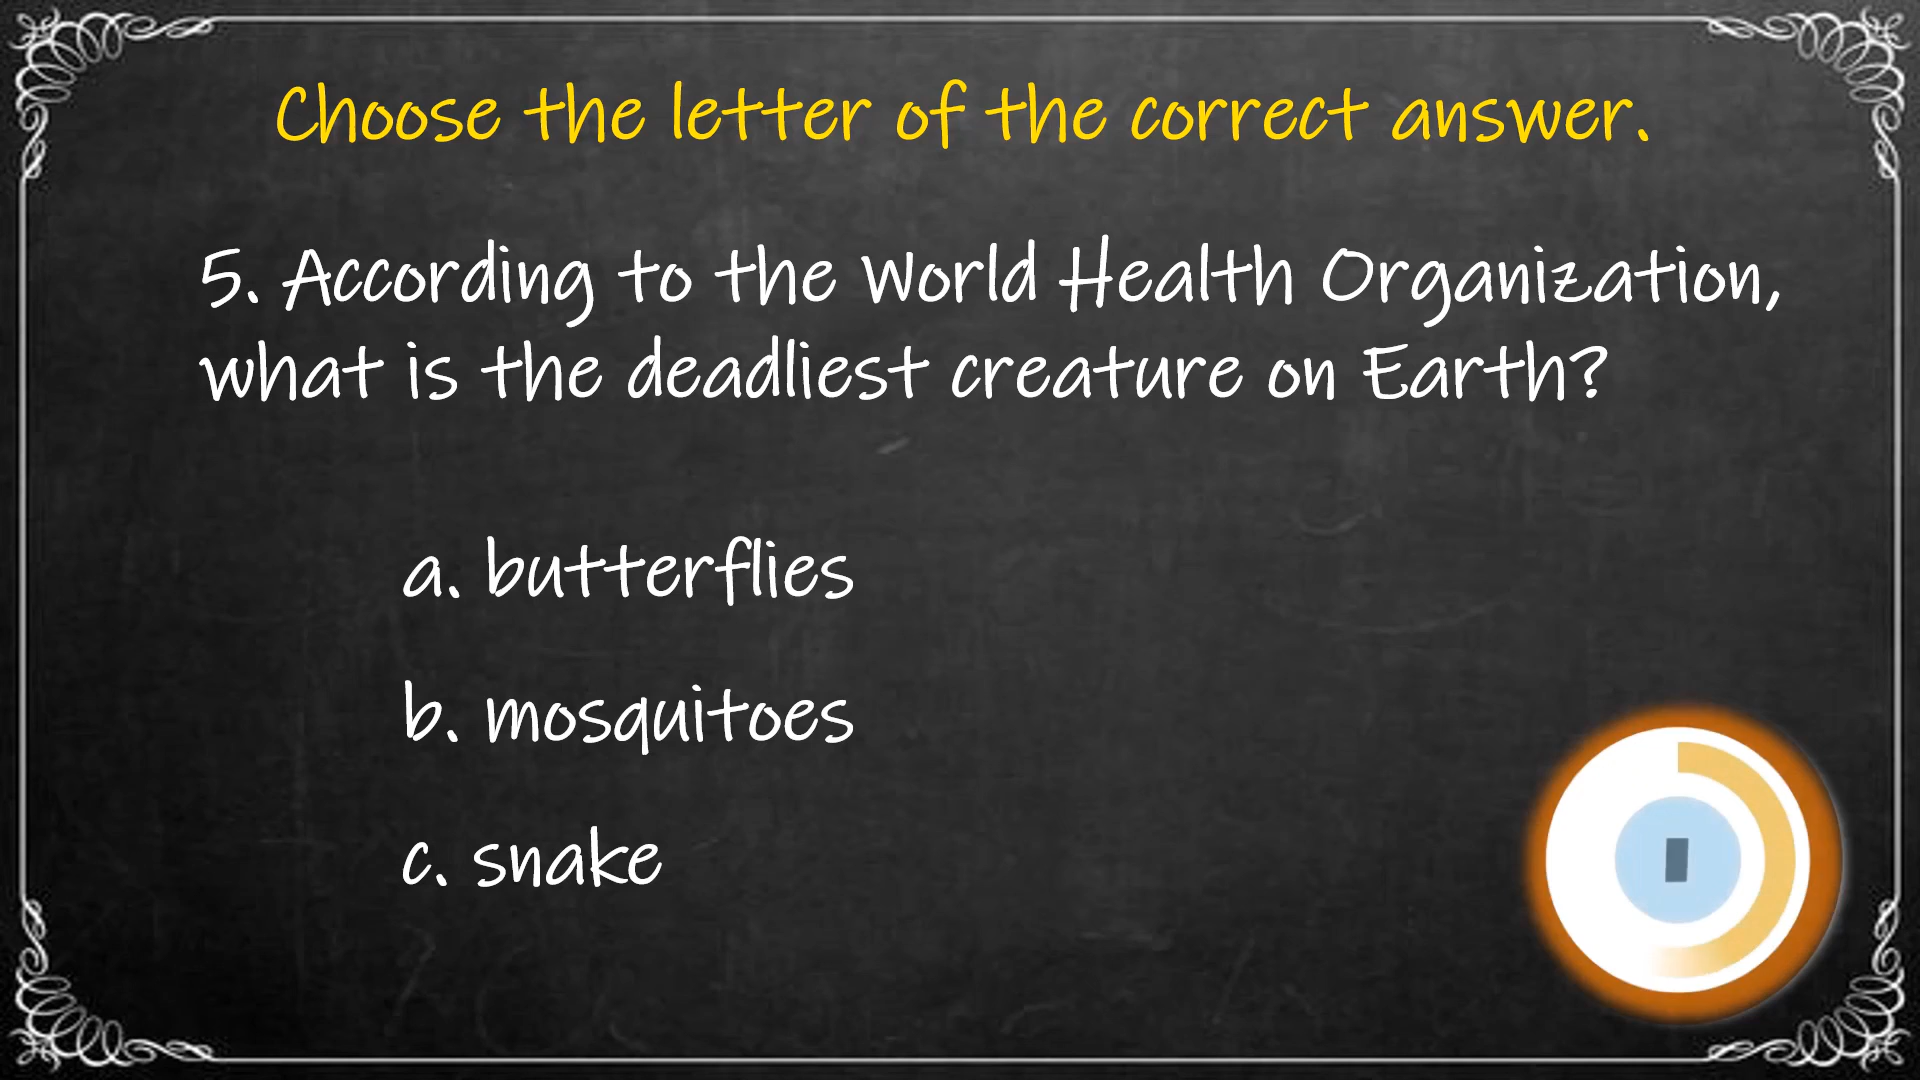 Choose the letter of the correct answer.
5. According to the World Health Organization,
what is the deadliest creature on Earth?
a. butterflies
b. mosquitoes
c. snake